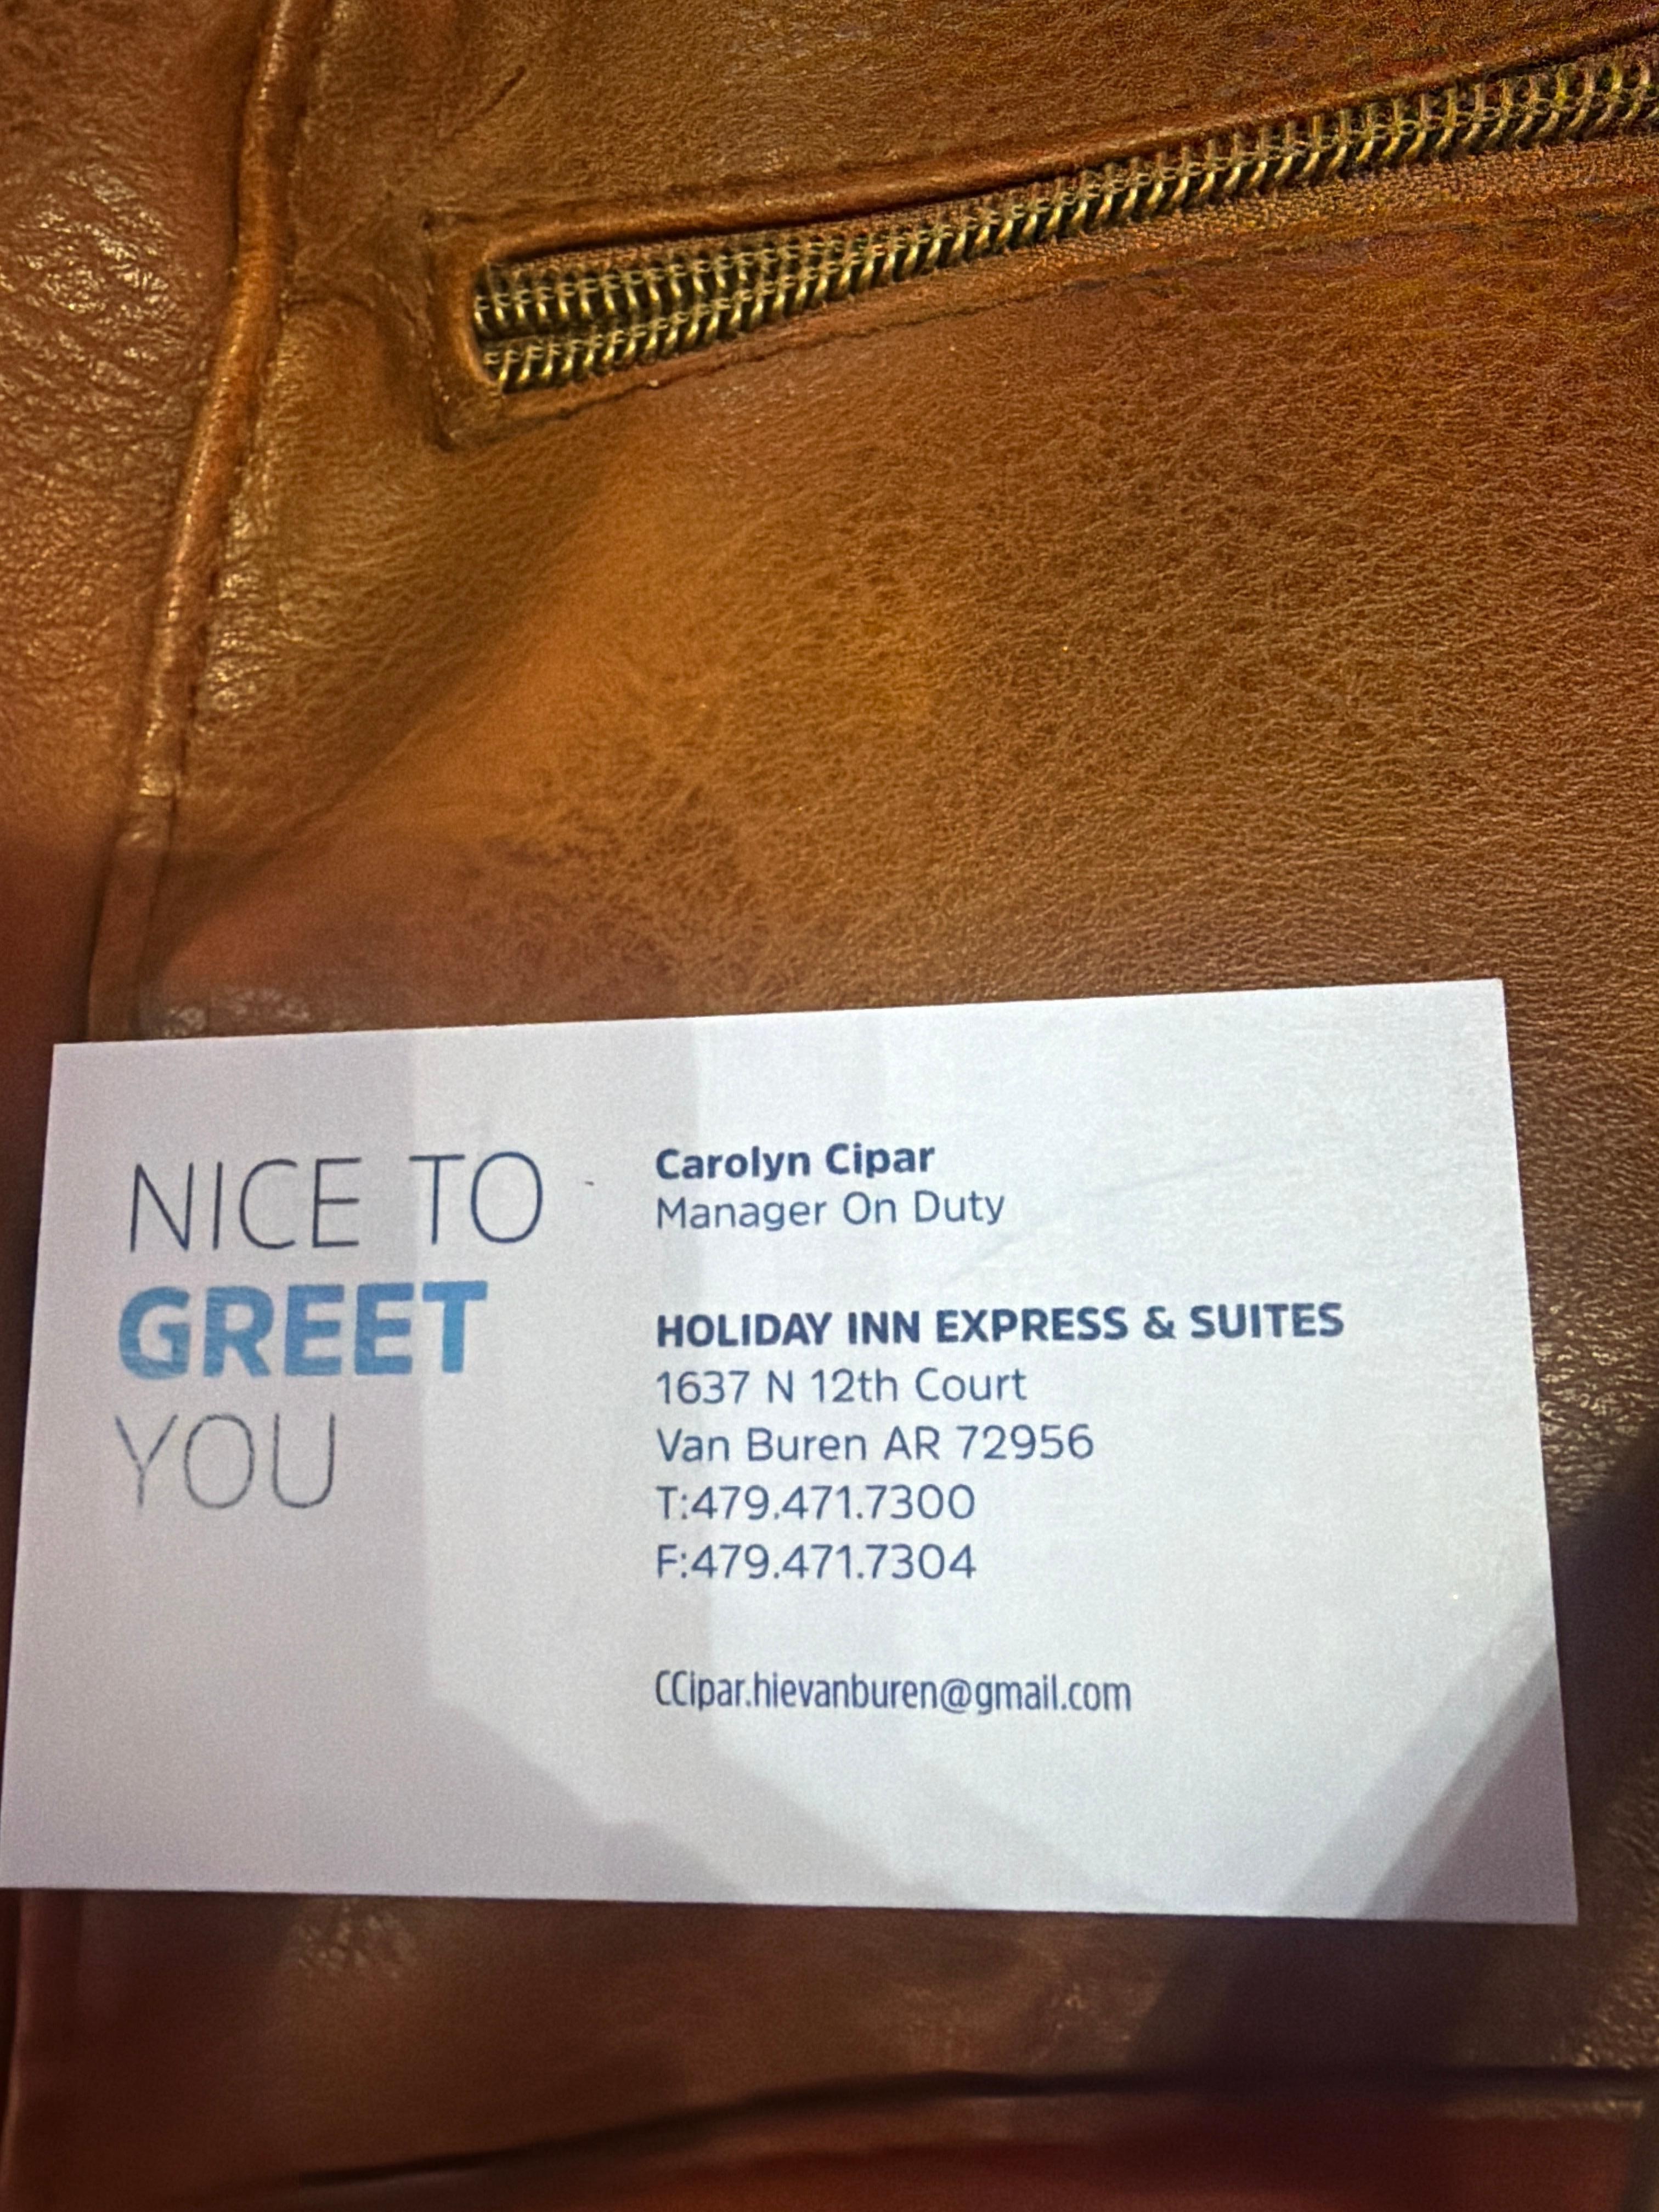 NICE TO
GREET
YOU
Carolyn Cipar
Manager On Duty
HOLIDAY INN EXPRESS & SUITES
1637 N 12th Court
Van Buren AR 72956
T:479.471.7300
F:479.471.7304
CCipar.hievanburen@gmail.com